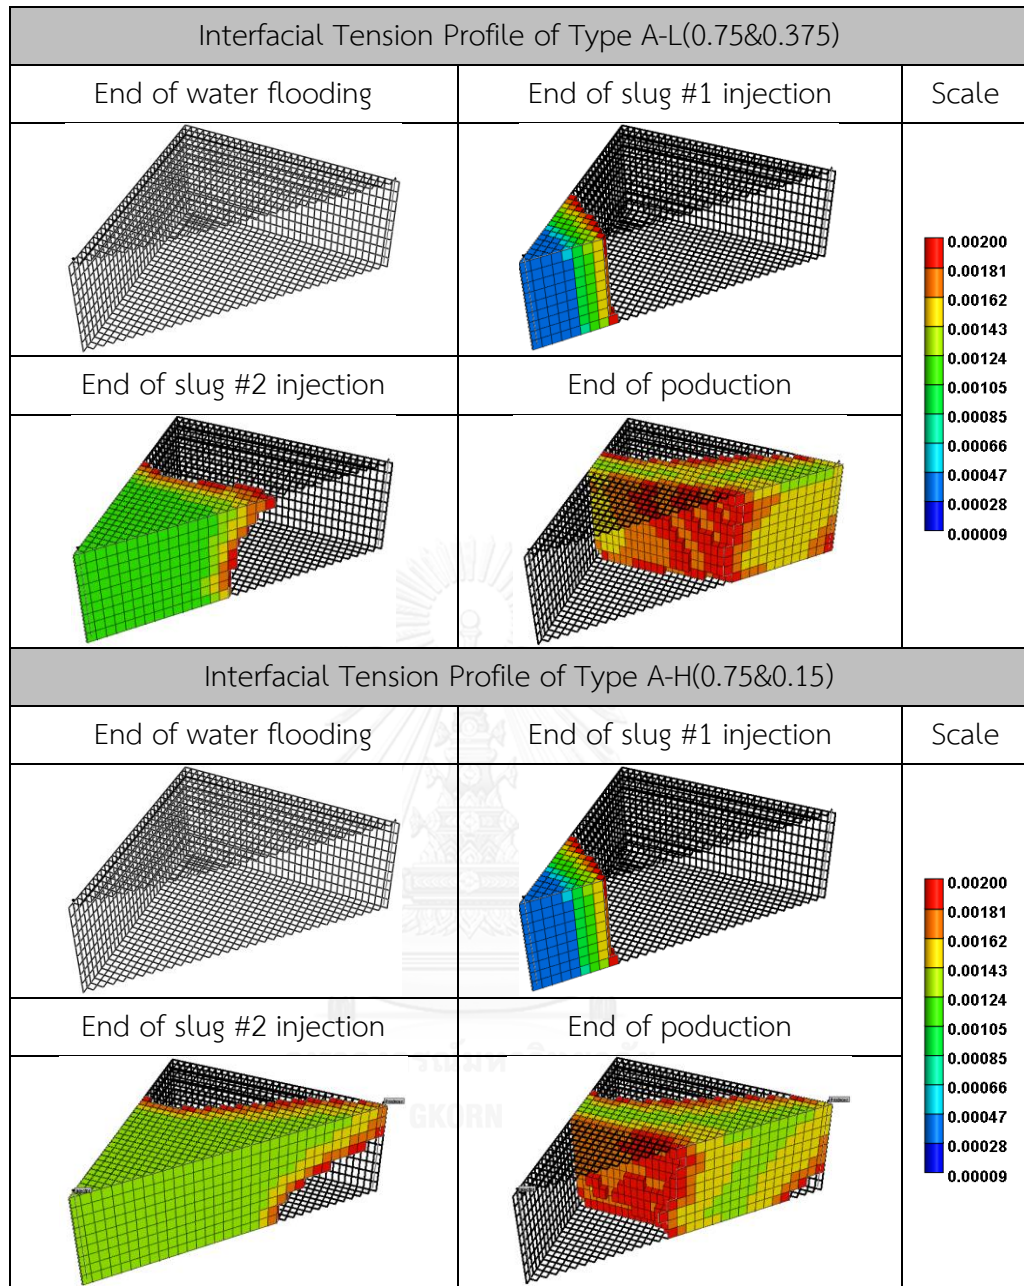 Interfacial Tension Profile of Type A-L(0.75&0.375)
End of water flooding
End of slug #1 injection
Scale
0.00200
0.00181
0.00162
0.00143
0.00124
0.00105
0.00085
0.00066
0.00047
0.00028
0.00009
End of slug #2 injection
End of poduction
Interfacial Tension Profile of Type A-H(0.75&0.15)
End of water flooding
End of slug #1 injection
Scale
0.00200
0.00181
0.00162
0.00143
0.00124
0.00105
0.00085
0.00066
0.00047
0.00028
0.00009
End of slug #2 injection
End of poduction
GKORN